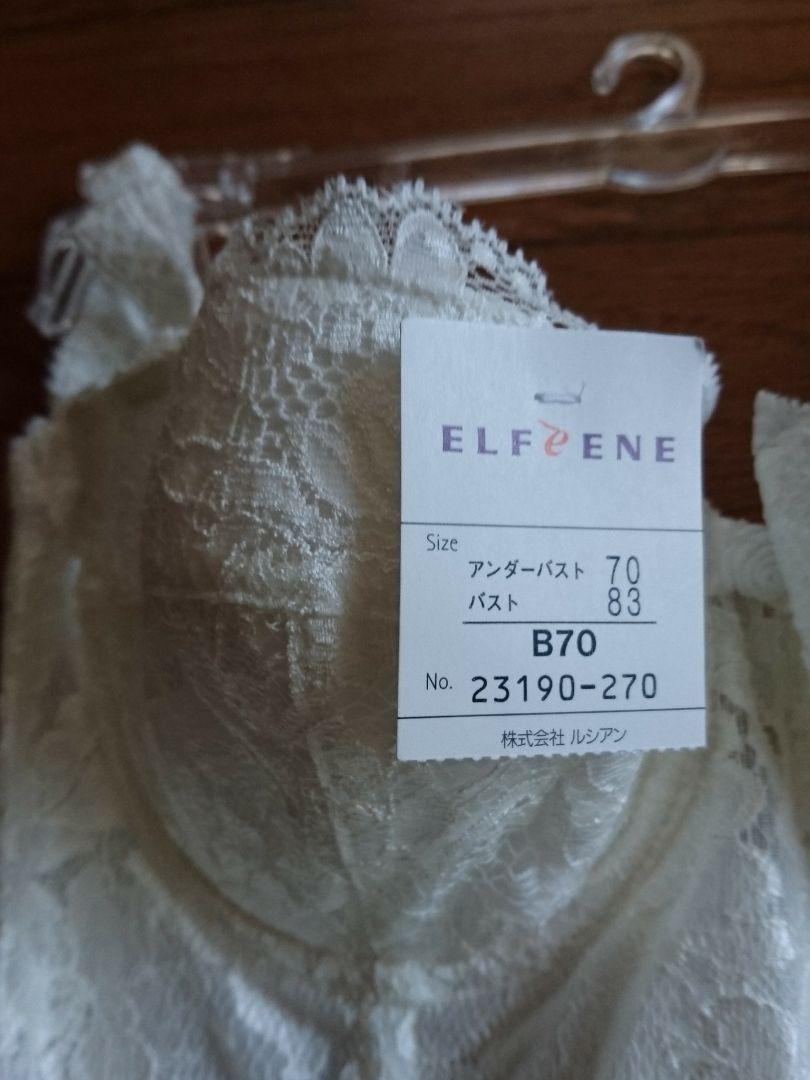 ELFeENE
Size
アンダーバスト 70
バスト 83
B70
No. 23190-270
株式会社 ルシアン